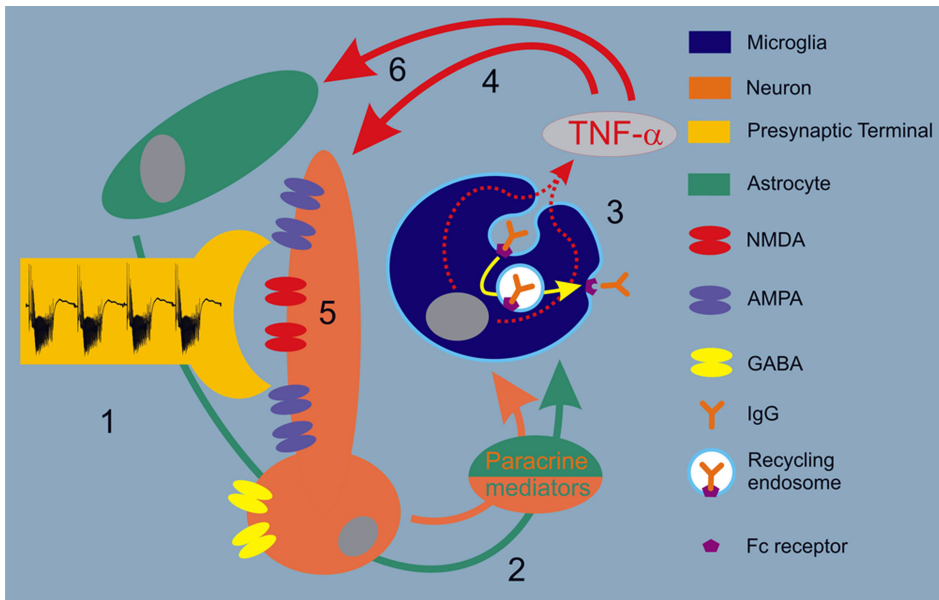 6
4
TNF-α
3
5
1
Paracrine
mediators
2
Microglia
Neuron
Presynaptic Terminal
Astrocyte
NMDA
AMPA
GABA
IgG
Recycling
endosome
Fc receptor